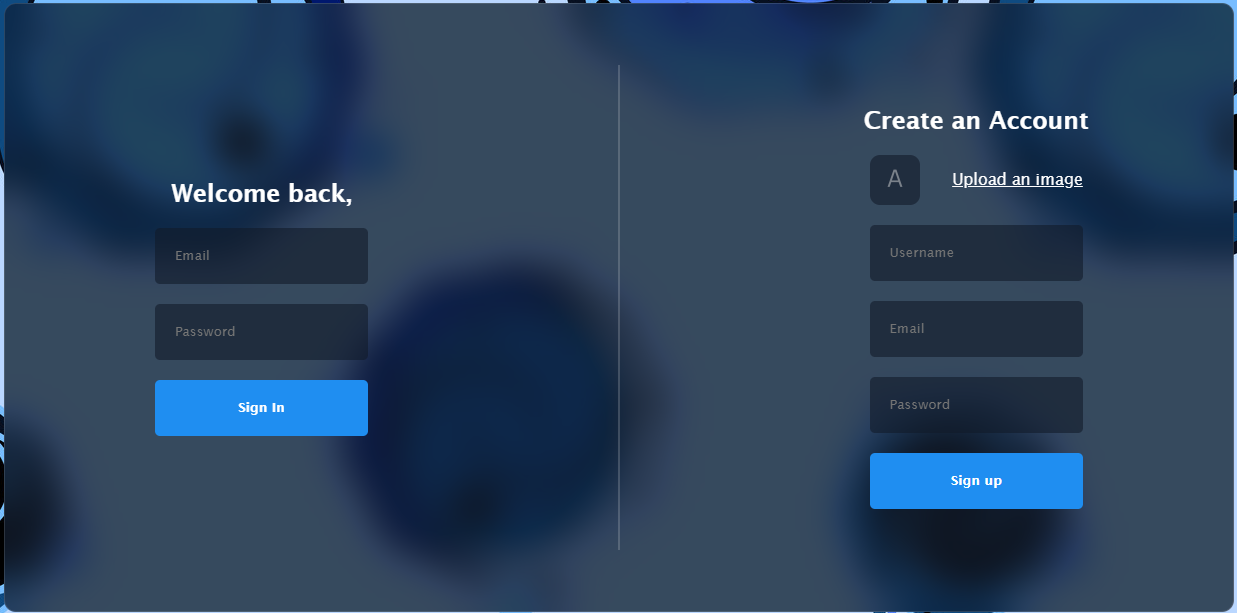 Welcome back,
Email
Password
Sign In
Create an Account
A
Upload an image
Username
Email
Password
Sign up